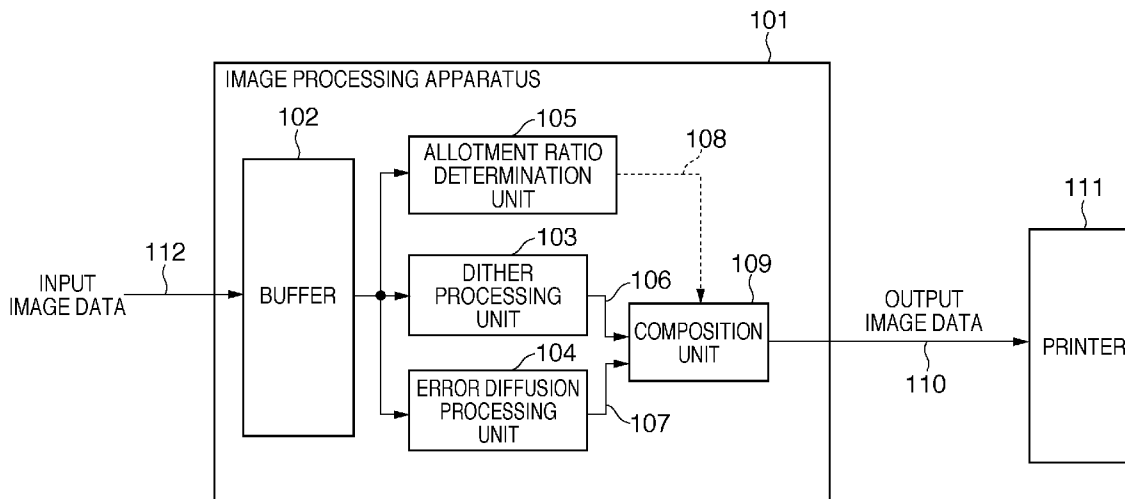 101
IMAGE PROCESSING APPARATUS
102
105
ALLOTMENT RATIO
DETERMINATION
UNIT
108
111
112
103
106
109
INPUT
IMAGE DATA
BUFFER
DITHER
PROCESSING
UNIT
COMPOSITION
UNIT
OUTPUT
IMAGE DATA
110
PRINTER
104
ERROR DIFFUSION
PROCESSING
UNIT
107